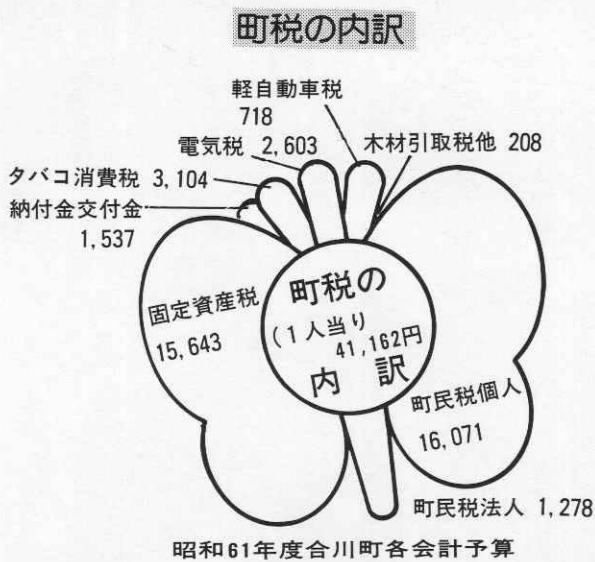 町税の内訳
軽自動車税
718
電気税 2,603
木材引取税他 208
タバコ消費税 3,104
納付金交付金
1,537
固定資産税
15,643
町税の
(1人当り
41,162円
内 訳
町民税個人
16,071
町民税法人 1,278
昭和61年度合川町各会計予算